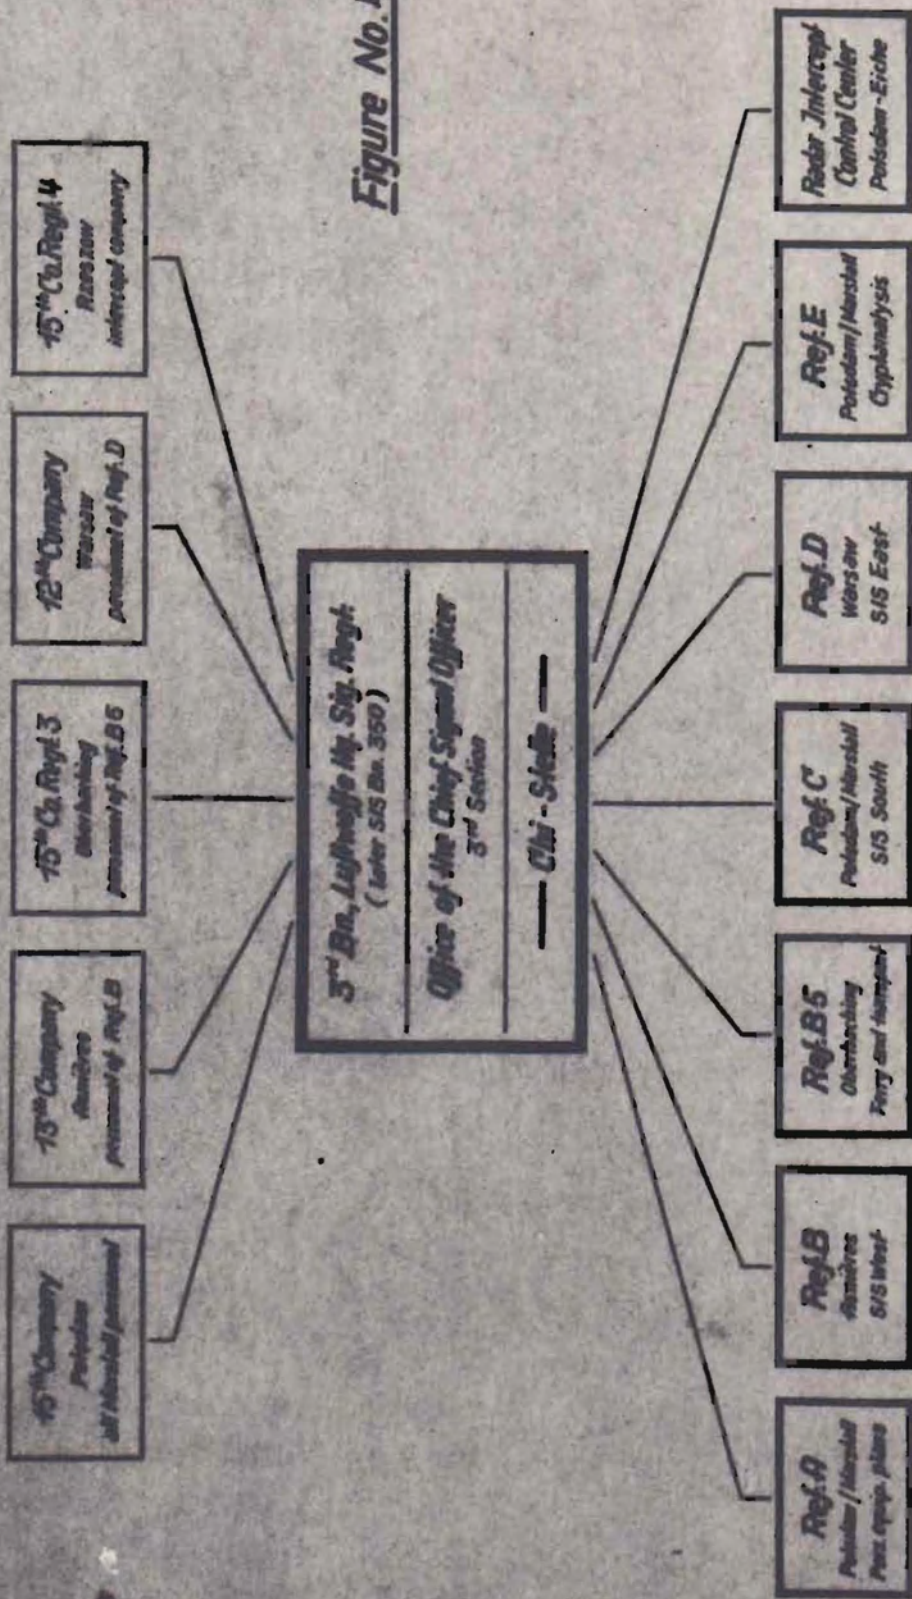 15th Company
Potsdam
all Marstall personnel
13th Company
Asnières
personnel of Ref. B
15th Co. Regt. 3
Oberhaching
personnel of Ref. B5
12th Company
Warsaw
personnel of Ref. D
15th Co. Regt. 4
Rzeszow
intercept company
3rd Bn, Luftwaffe Hq. Sig. Regt.
(later SIS Bn. 350)
Office of the Chief Signal Officer
3rd Section
Chi-Stelle
Figure No.
Ref. A
Potsdam/Marstall
Pers. equip. plans
Ref. B
Asnières
SIS West
Ref. B5
Oberhaching
Ferry and transport
Ref. C
Potsdam/Marstall
SIS South
Ref. D
Warsaw
SIS East
Ref. E
Potsdam/Marstall
Cryptanalysis
Radar Intercept
Control Center
Potsdam-Eiche